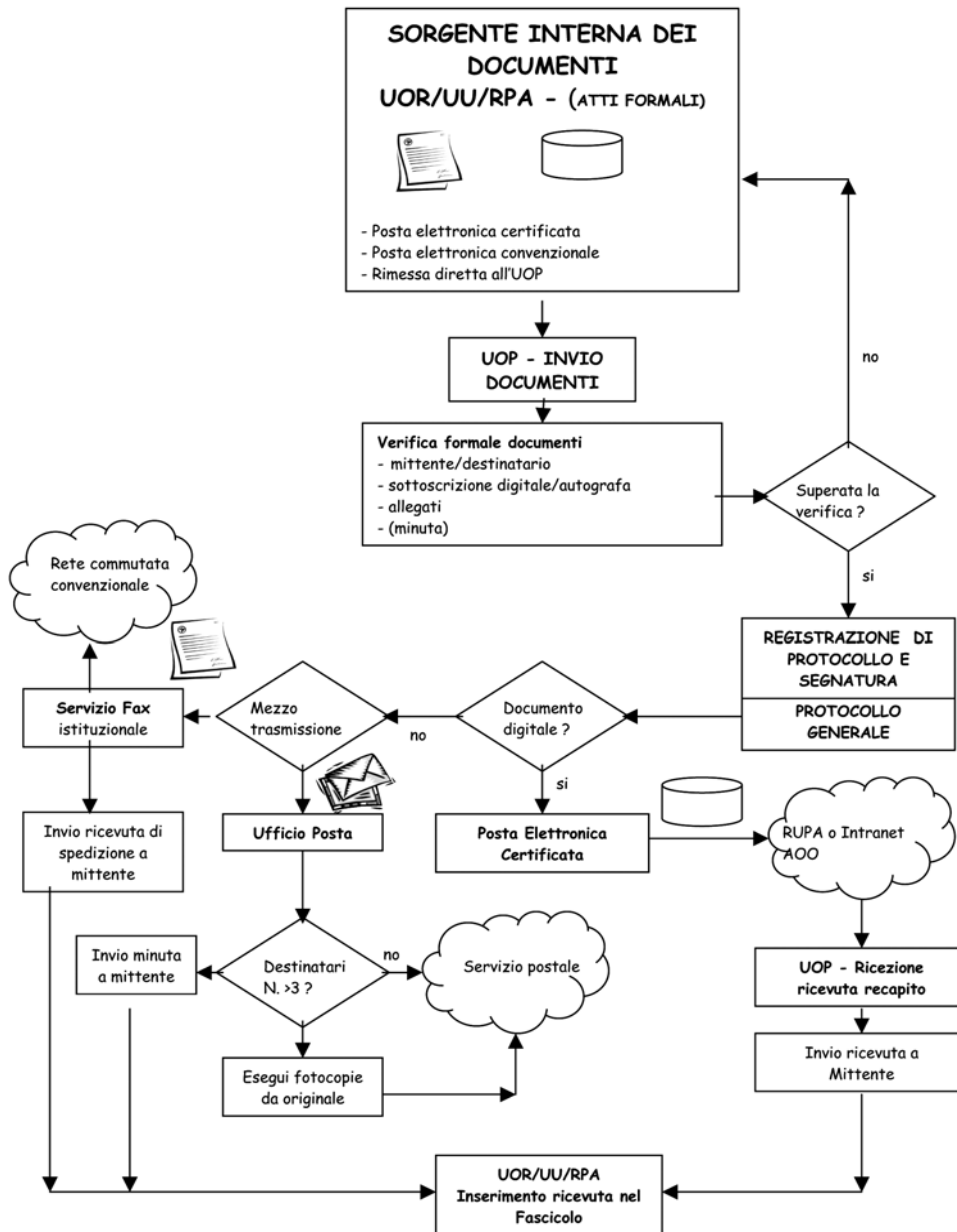 SORGENTE INTERNA DEI
DOCUMENTI
UOR/UU/RPA - (ATTI FORMALI)
- Posta elettronica certificata
- Posta elettronica convenzionale
- Rimessa diretta all'UOP
UOP - INVIO
DOCUMENTI
no
Verifica formale documenti
- mittente/destinatario
- sottoscrizione digitale/autografa
- allegati
- (minuta)
Superata la
verifica ?
si
Rete commutata
convenzionale
REGISTRAZIONE DI
PROTOCOLLO E
SEGNATURA
PROTOCOLLO
GENERALE
Servizio Fax
istituzionale
Mezzo
trasmissione
no
Documento
digitale ?
si
Invio ricevuta di
spedizione a
mittente
Ufficio Posta
Posta Elettronica
Certificata
RUPA o Intranet
AOO
Invio minuta
a mittente
Destinatari
N. >3 ?
no
Servizio postale
UOP - Ricezione
ricevuta recapito
Esegui fotocopie
da originale
Invio ricevuta a
Mittente
UOR/UU/RPA
Inserimento ricevuta nel
Fascicolo